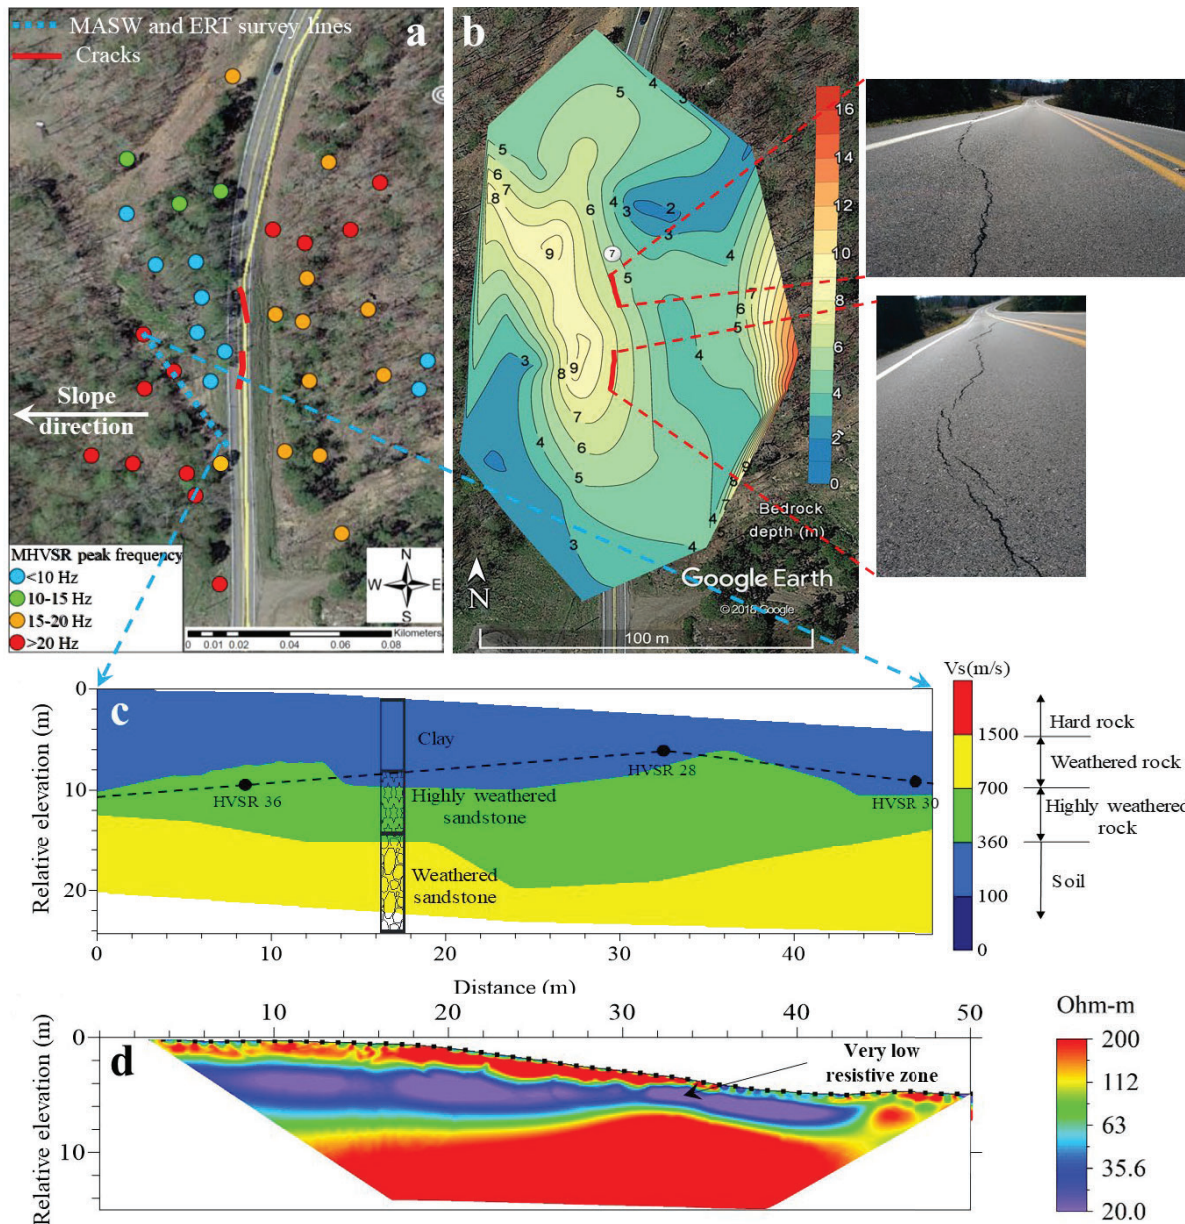 MASW and ERT survey lines
Cracks
a
Slope
direction
MHVSR peak frequency
<10 Hz
10-15 Hz
15-20 Hz
>20 Hz
N
W
E
S
Kilometers
0
0.01
0.02
0.04
0.06
0.08
b
4
3
5
4
5
6
7
8
6
4
3
2
3
4
9
7
5
7
6
5
3
4
8
9
7
6
5
4
4
3
9
8
7
5
4
4
16
14
12
10
8
6
4
2
0
Bedrock
depth (m)
N
Google Earth
© 2018 Google
100 m
c
Relative elevation (m)
0
10
20
Clay
HVSR 36
HVSR 28
HVSR 30
Highly weathered
sandstone
Weathered
sandstone
0
10
20
30
40
Distance (m)
Vs(m/s)
1500
700
360
100
0
Hard rock
Weathered rock
Highly weathered
rock
Soil
10
20
30
40
50
d
Relative elevation (m)
0
10
Very low
resistive zone
Ohm-m
200
112
63
35.6
20.0